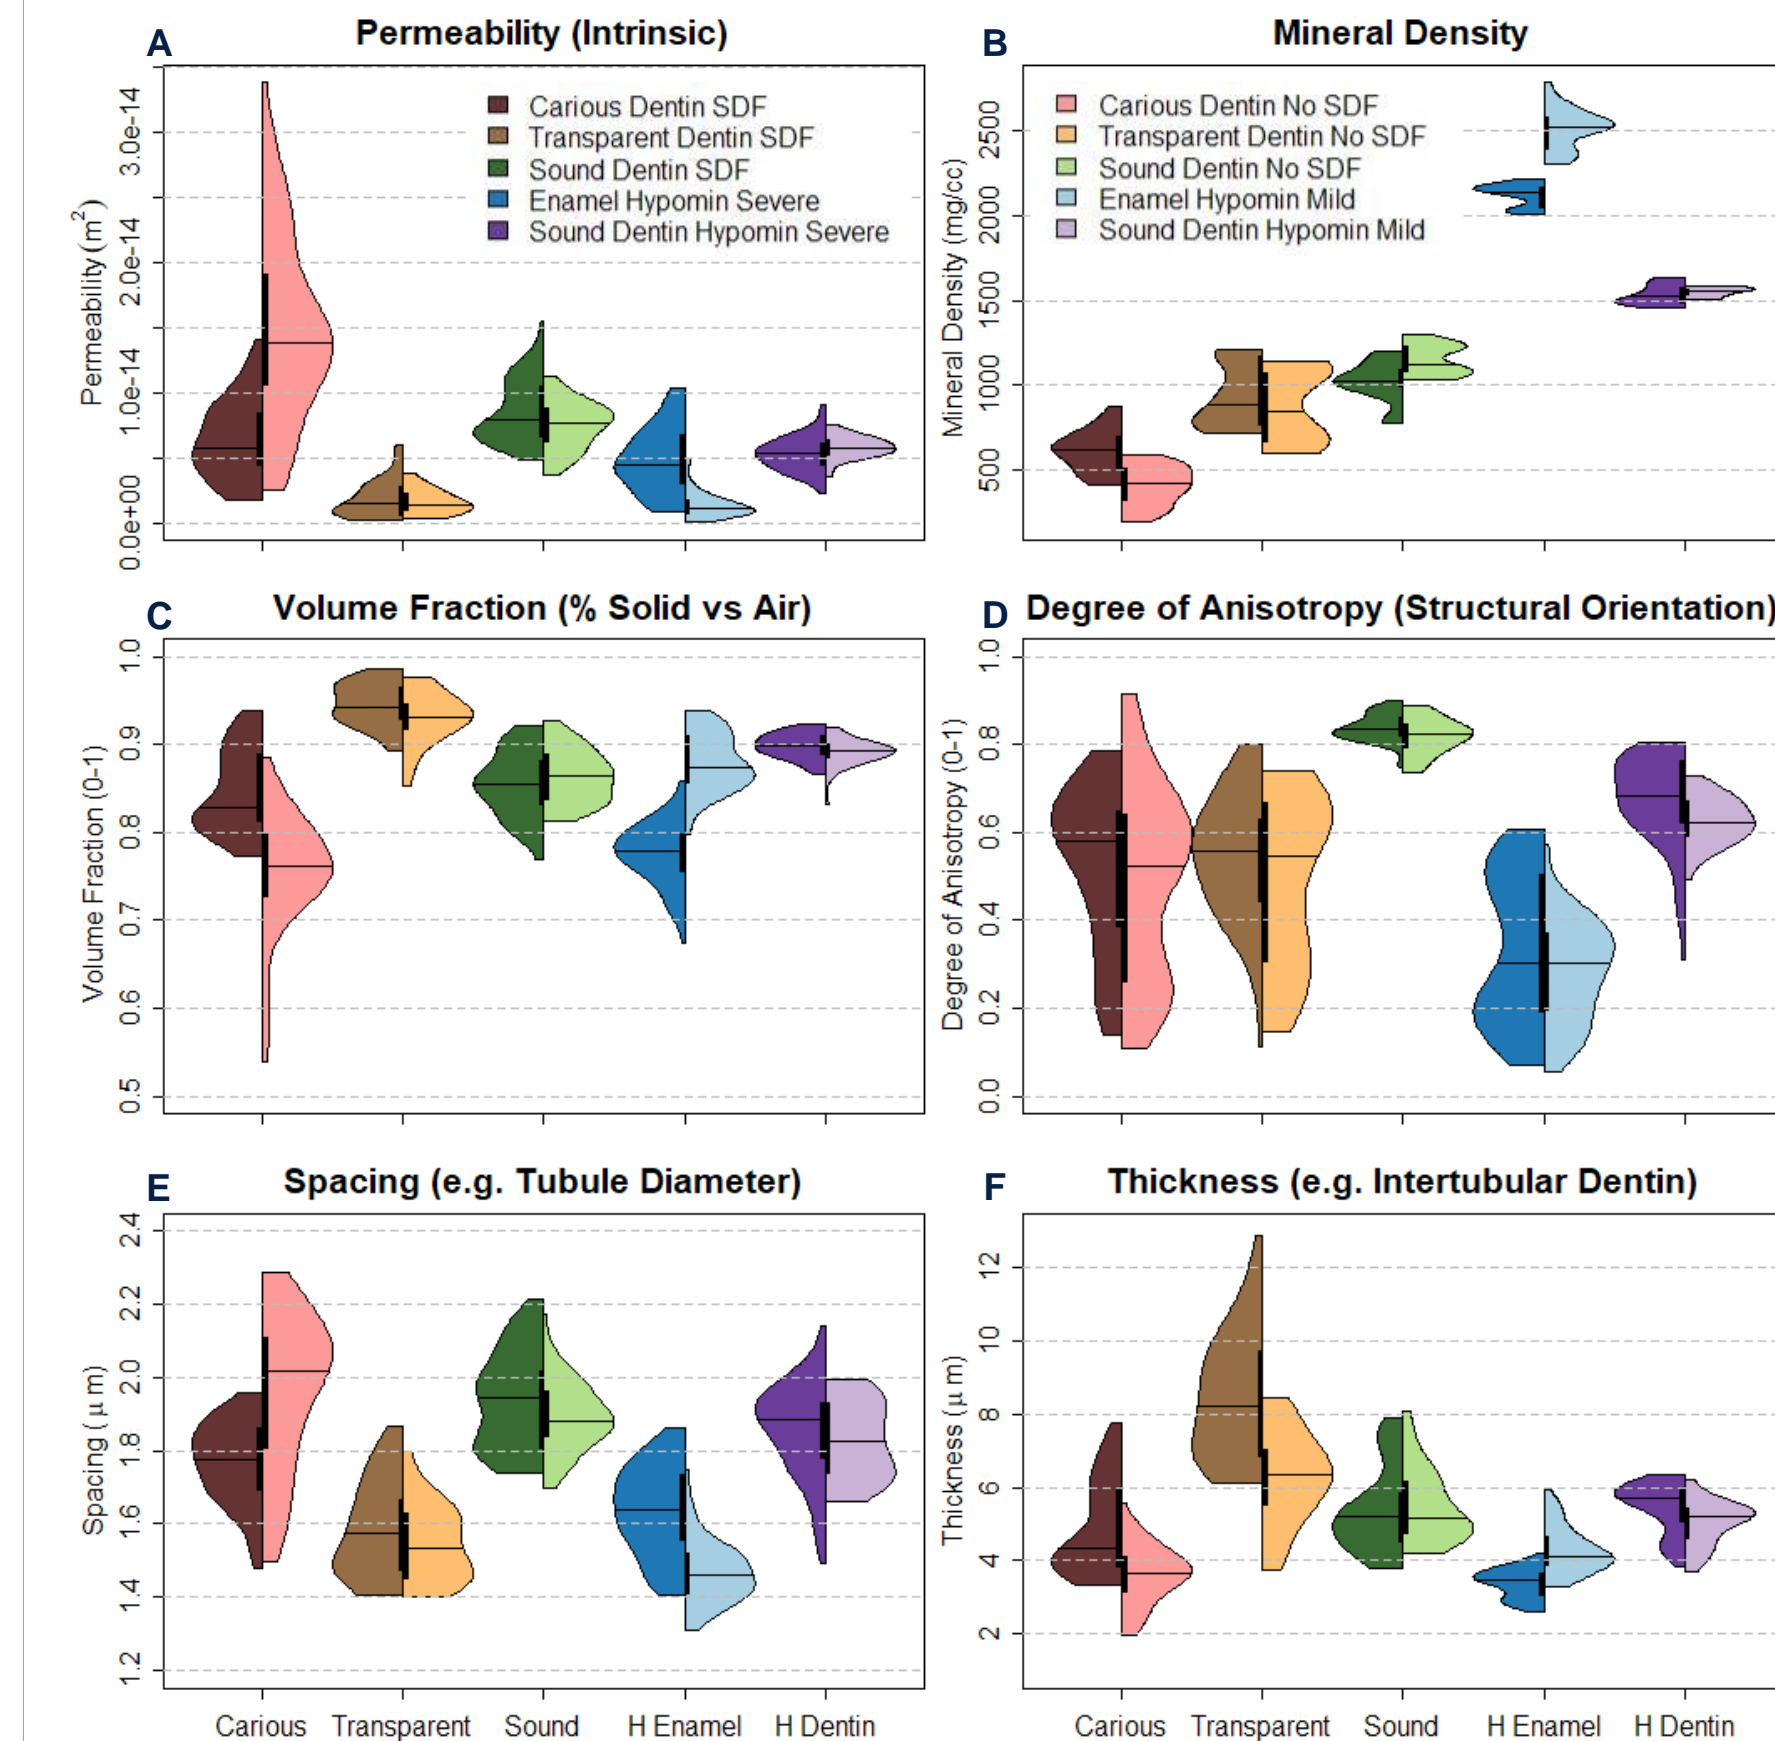 A Permeability (Intrinsic)
Permeability (m²)
0.0e+00 1.0e-14 2.0e-14 3.0e-14
Carious Dentin SDF
Transparent Dentin SDF
Sound Dentin SDF
Enamel Hypomin Severe
Sound Dentin Hypomin Severe
B Mineral Density
Mineral Density (mg/cc)
500 1000 1500 2000 2500
Carious Dentin No SDF
Transparent Dentin No SDF
Sound Dentin No SDF
Enamel Hypomin Mild
Sound Dentin Hypomin Mild
C Volume Fraction (% Solid vs Air)
Volume Fraction (0-1)
0.5 0.6 0.7 0.8 0.9 1.0
D Degree of Anisotropy (Structural Orientation)
Degree of Anisotropy (0-1)
0.0 0.2 0.4 0.6 0.8 1.0
E Spacing (e.g. Tubule Diameter)
Spacing (μ m)
1.2 1.4 1.6 1.8 2.0 2.2 2.4
Carious Transparent Sound H Enamel H Dentin
F Thickness (e.g. Intertubular Dentin)
Thickness (μ m)
2 4 6 8 10 12
Carious Transparent Sound H Enamel H Dentin